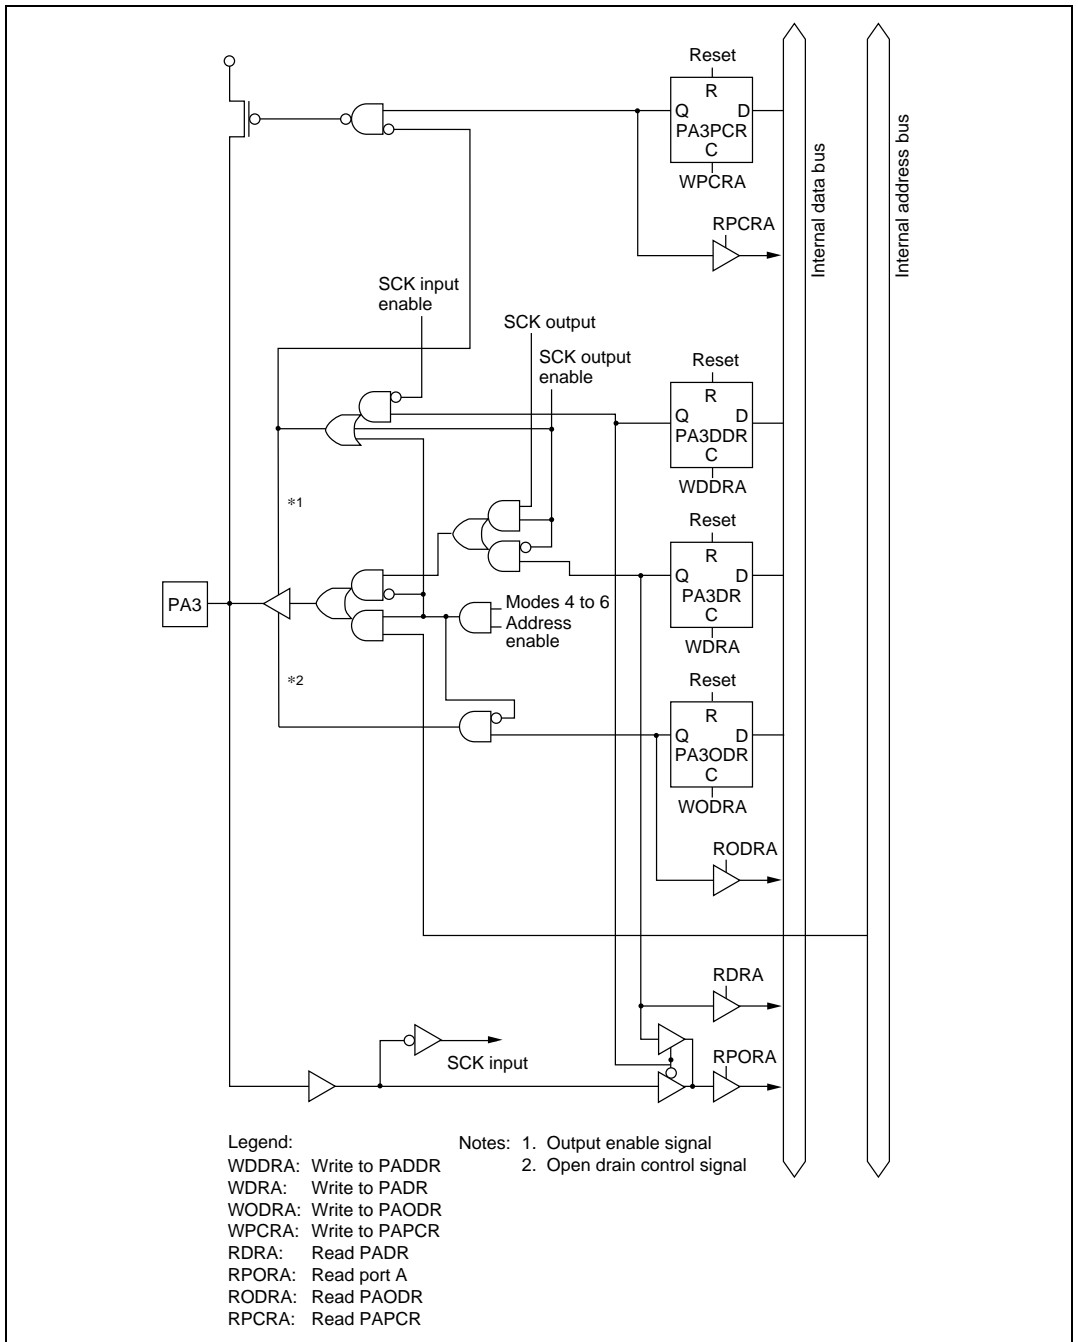 Reset
R
Q D
PA3PCR
C
WPCRA
RPCRA
Internal data bus
Internal address bus
SCK input
enable
SCK output
SCK output
enable
Reset
R
Q D
PA3DDR
C
WDDRA
*1
Reset
R
Q D
PA3DR
C
WDRA
PA3
Modes 4 to 6
Address
enable
*2
Reset
R
Q D
PA3ODR
C
WODRA
RODRA
RDRA
SCK input
RPORA
Legend:
WDDRA: Write to PADDR
WDRA: Write to PADR
WODRA: Write to PAODR
WPCRA: Write to PAPCR
RDRA: Read PADR
RPORA: Read port A
RODRA: Read PAODR
RPCRA: Read PAPCR
Notes: 1. Output enable signal
2. Open drain control signal